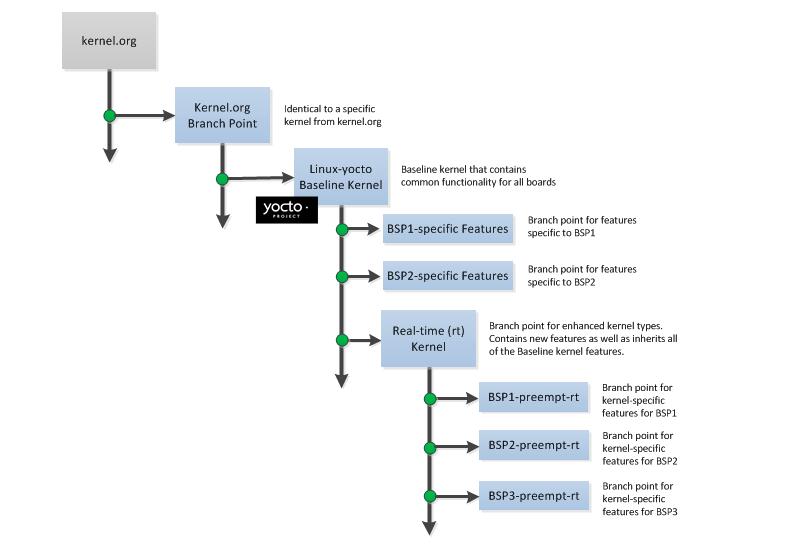 kernel.org
Kernel.org
Branch Point
Identical to a specific
kernel from kernel.org
Linux-yocto
Baseline Kernel
Baseline kernel that contains
common functionality for all boards
yocto ·
PROJECT
BSP1-specific Features
Branch point for features
specific to BSP1
BSP2-specific Features
Branch point for features
specific to BSP2
Real-time (rt)
Kernel
Branch point for enhanced kernel types.
Contains new features as well as inherits all
of the Baseline kernel features.
BSP1-preempt-rt
Branch point for
kernel-specific
features for BSP1
BSP2-preempt-rt
Branch point for
kernel-specific
features for BSP2
BSP3-preempt-rt
Branch point for
kernel-specific
features for BSP3